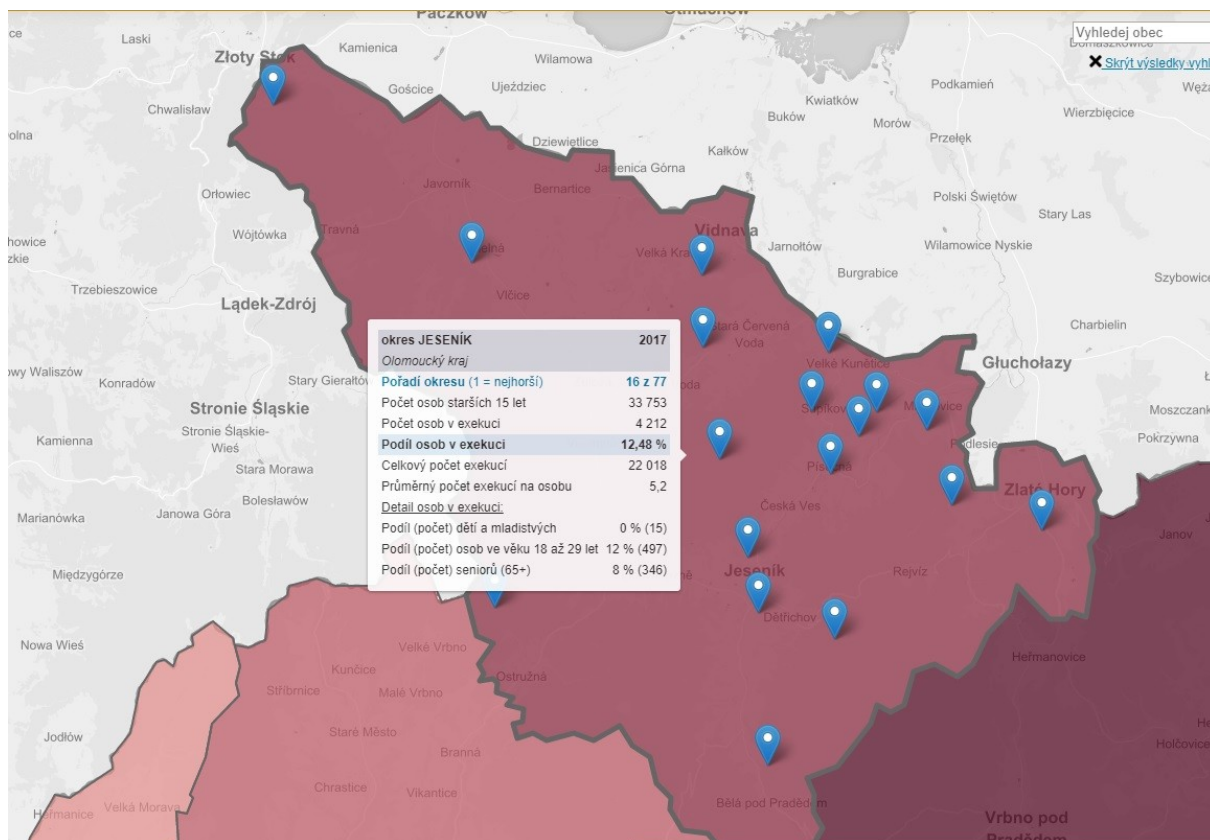 Paczków
Laski
Kamienica
Złoty Stok
Wilamowa
Vyhledej obec
Skrýt výsledky vyhl
Gościce
Ujeździec
Podkamień
Chwalisław
Kwiatków
Buków
Morów
Wierzbięcice
Dziewiętlice
Kałków
Przełęk
Jasienica Górna
Javorník
Bernartice
Orłowiec
Polski Świętów
Stary Las
Travná
Wójtówka
Vidnava
Velká Kra
Jarnołtów
Wilamowice Nyskie
Burgrabice
Szybowice
Trzebieszowice
Vlčice
Lądek-Zdrój
Stará Červená
Voda
Charbielin
Velké Kunětice
Głuchołazy
okres JESENÍK 2017
Olomoucký kraj
Pořadí okresu (1 = nejhorší) 16 z 77
Počet osob starších 15 let 33 753
Počet osob v exekuci 4 212
Podíl osob v exekuci 12,48 %
Celkový počet exekucí 22 018
Průměrný počet exekucí na osobu 5,2
Detail osob v exekuci:
Podíl (počet) dětí a mladistvých 0 % (15)
Podíl (počet) osob ve věku 18 až 29 let 12 % (497)
Podíl (počet) seniorů (65+) 8 % (346)
Konradów
Stary Gierałtó
Stronie Śląskie
Stronie Śląskie-
Wieś
Kamienna
Stara Morawa
Bolesławów
Marianówka
Janowa Góra
Międzygórze
Moszczank
Pokrzywna
Podlesie
Zlaté Hory
Česká Ves
Janov
Jeseník
Rejvíz
Dětřichov
Nowa Wieś
Velké Vrbno
Heřmanovice
Kunčice
Ostružná
Stříbrnice
Malé Vrbno
Staré Město
Jodłów
Branná
Holčovice
Chrastice
Vikantice
Heřmanice
Velká Morava
Bělá pod Pradědem
Vrbno pod
Pradědem